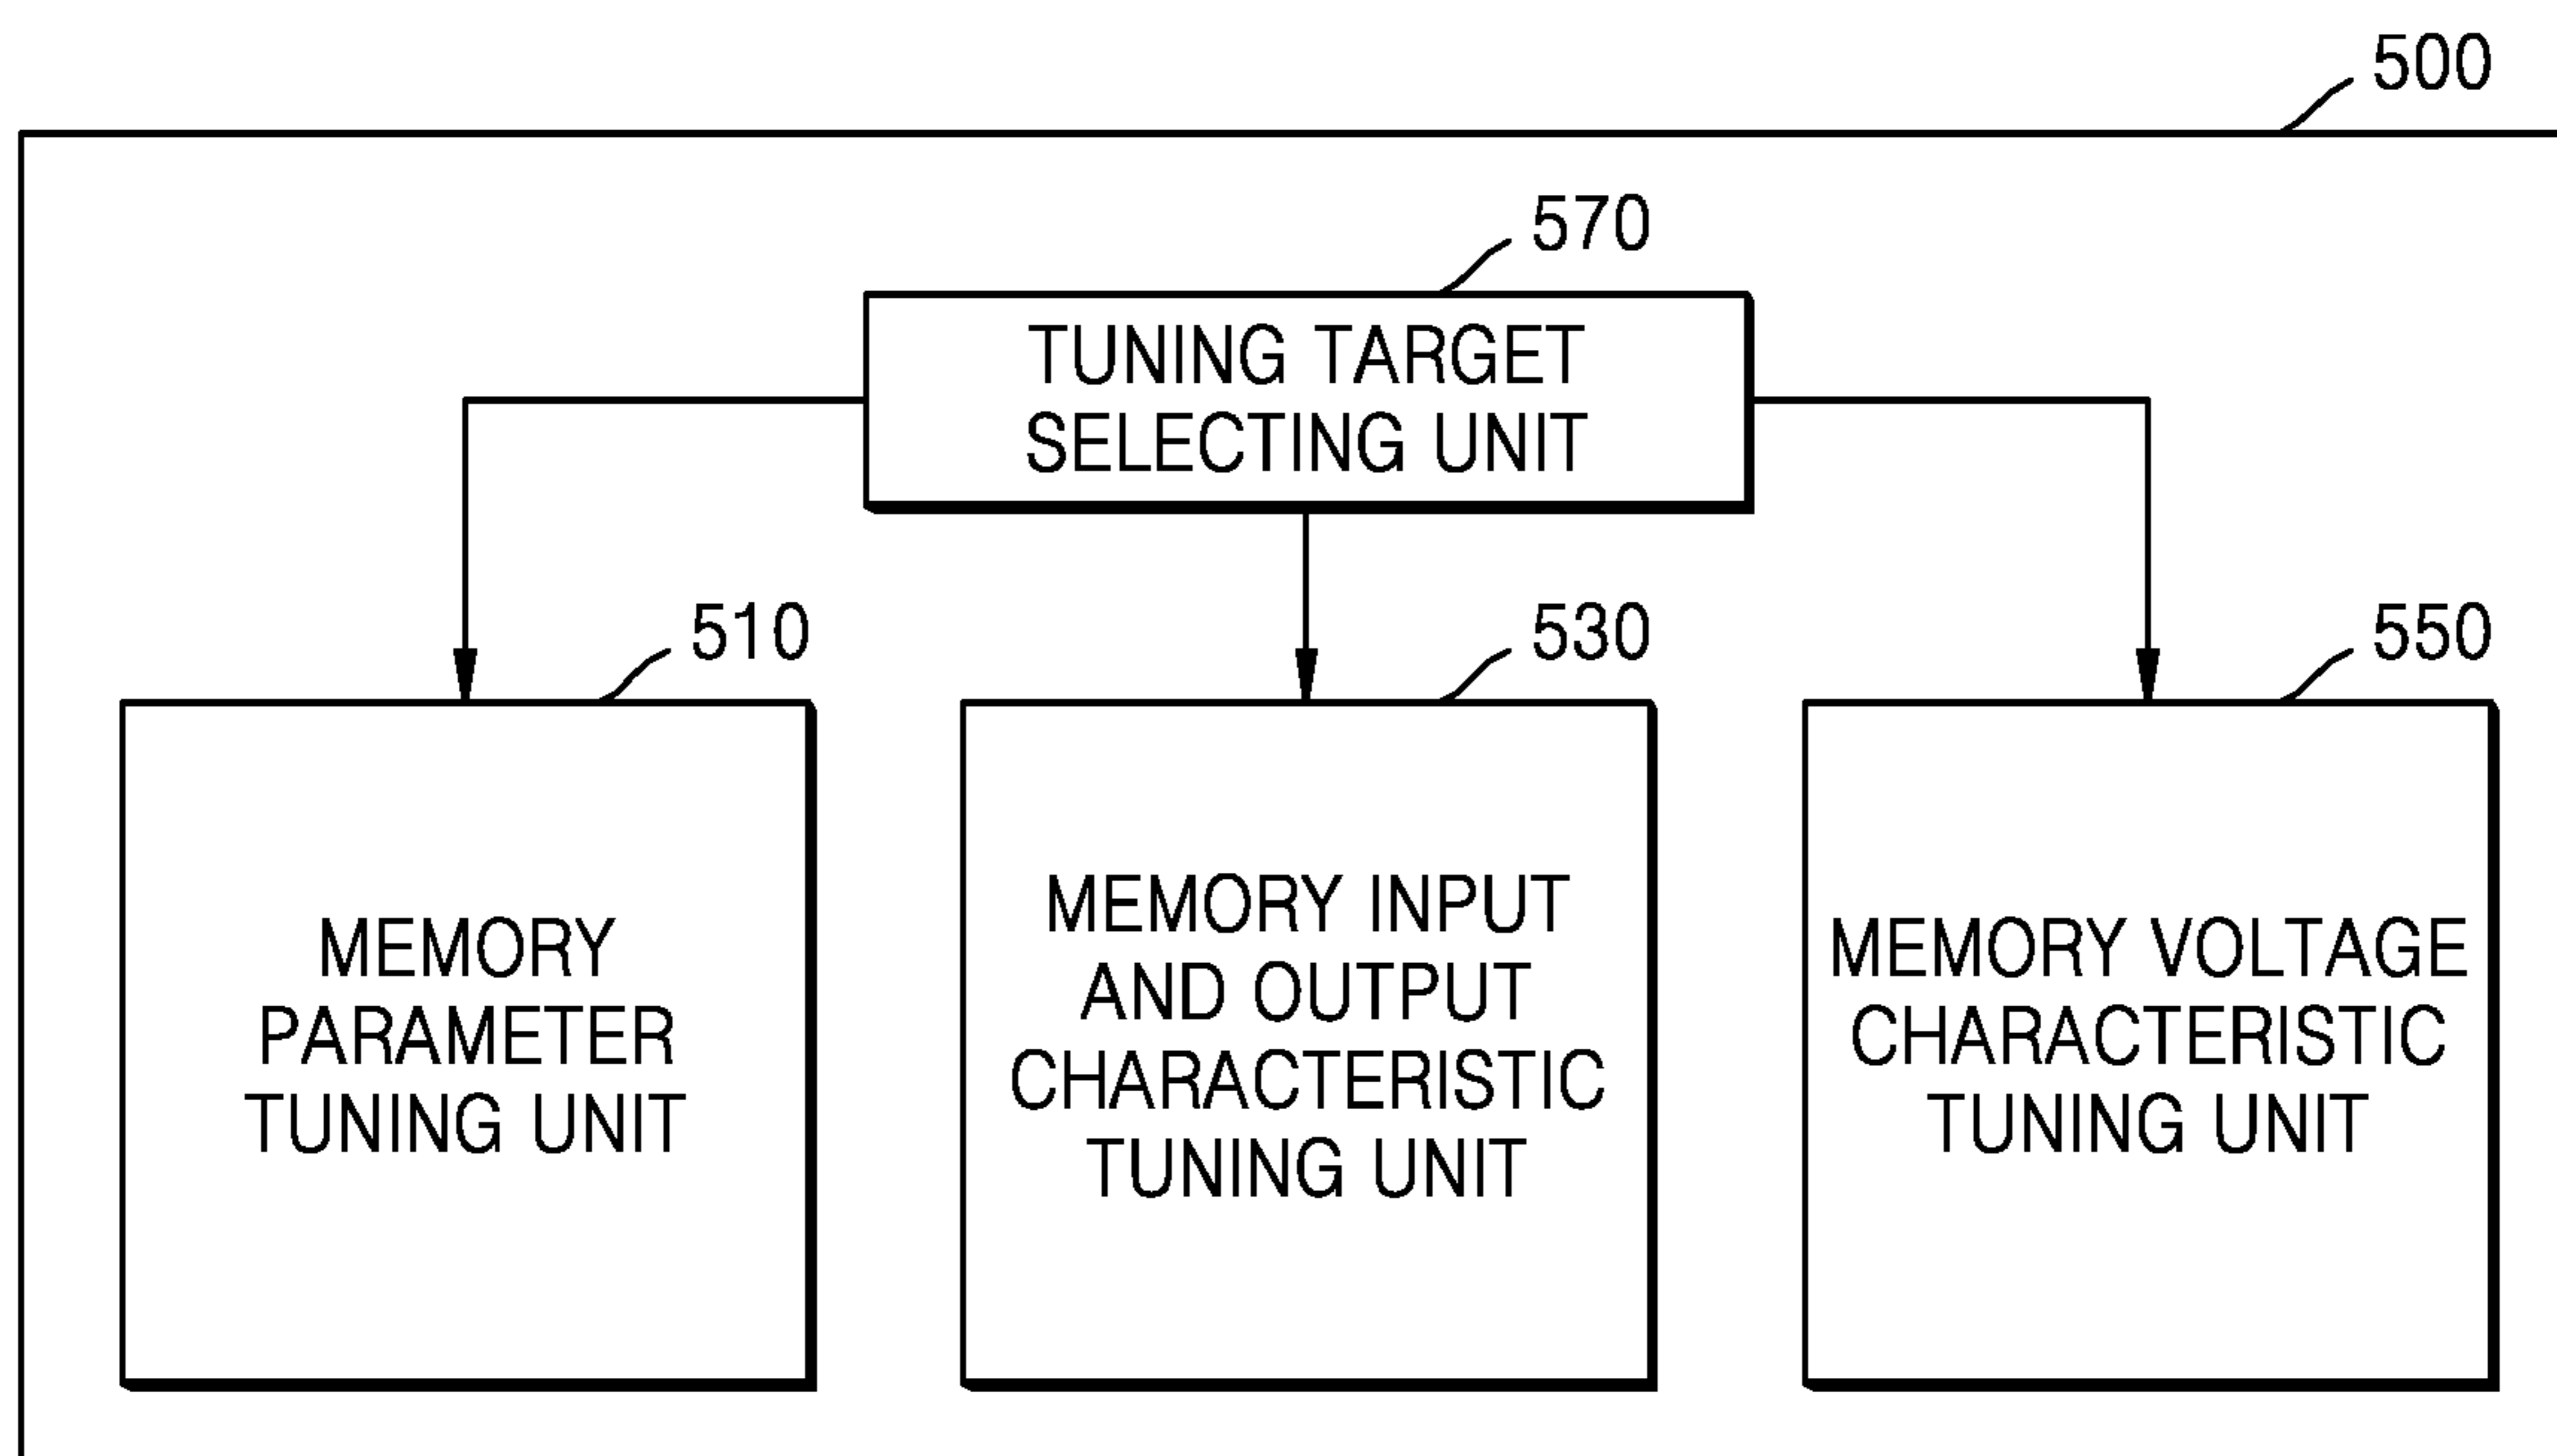 500
570
TUNING TARGET
SELECTING UNIT
510
530
550
MEMORY
PARAMETER
TUNING UNIT
MEMORY INPUT
AND OUTPUT
CHARACTERISTIC
TUNING UNIT
MEMORY VOLTAGE
CHARACTERISTIC
TUNING UNIT